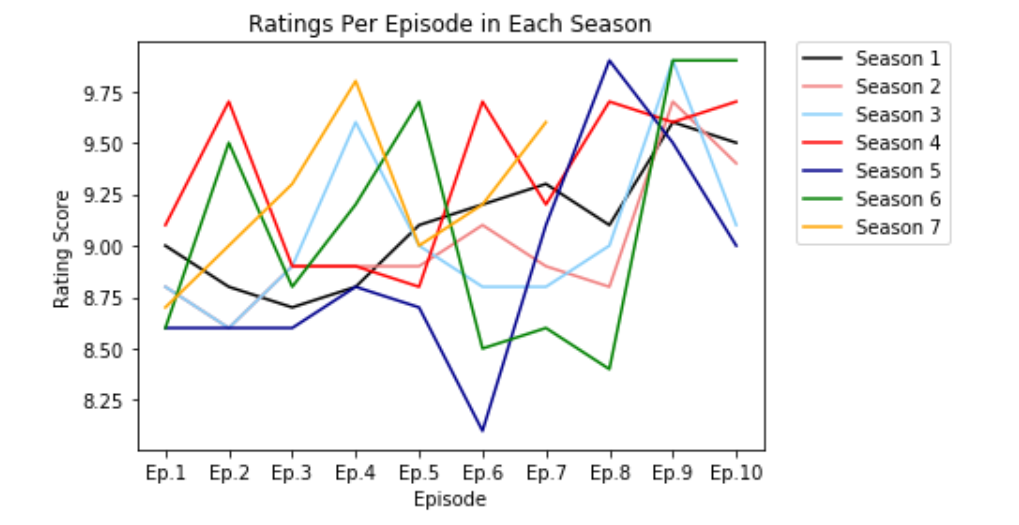 Ratings Per Episode in Each Season
Rating Score
9.75
9.50
9.25
9.00
8.75
8.50
8.25
Ep.1 Ep.2 Ep.3 Ep.4 Ep.5 Ep.6 Ep.7 Ep.8 Ep.9 Ep.10
Episode
Season 1
Season 2
Season 3
Season 4
Season 5
Season 6
Season 7